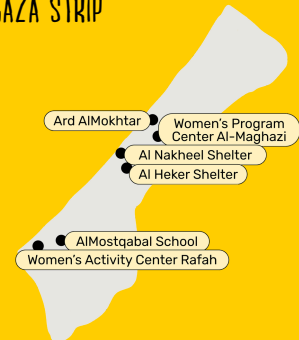 GAZA STRIP
Ard AlMokhtar
Women's Program
Center Al-Maghazi
Al Nakheel Shelter
Al Heker Shelter
AlMostqabal School
Women's Activity Center Rafah